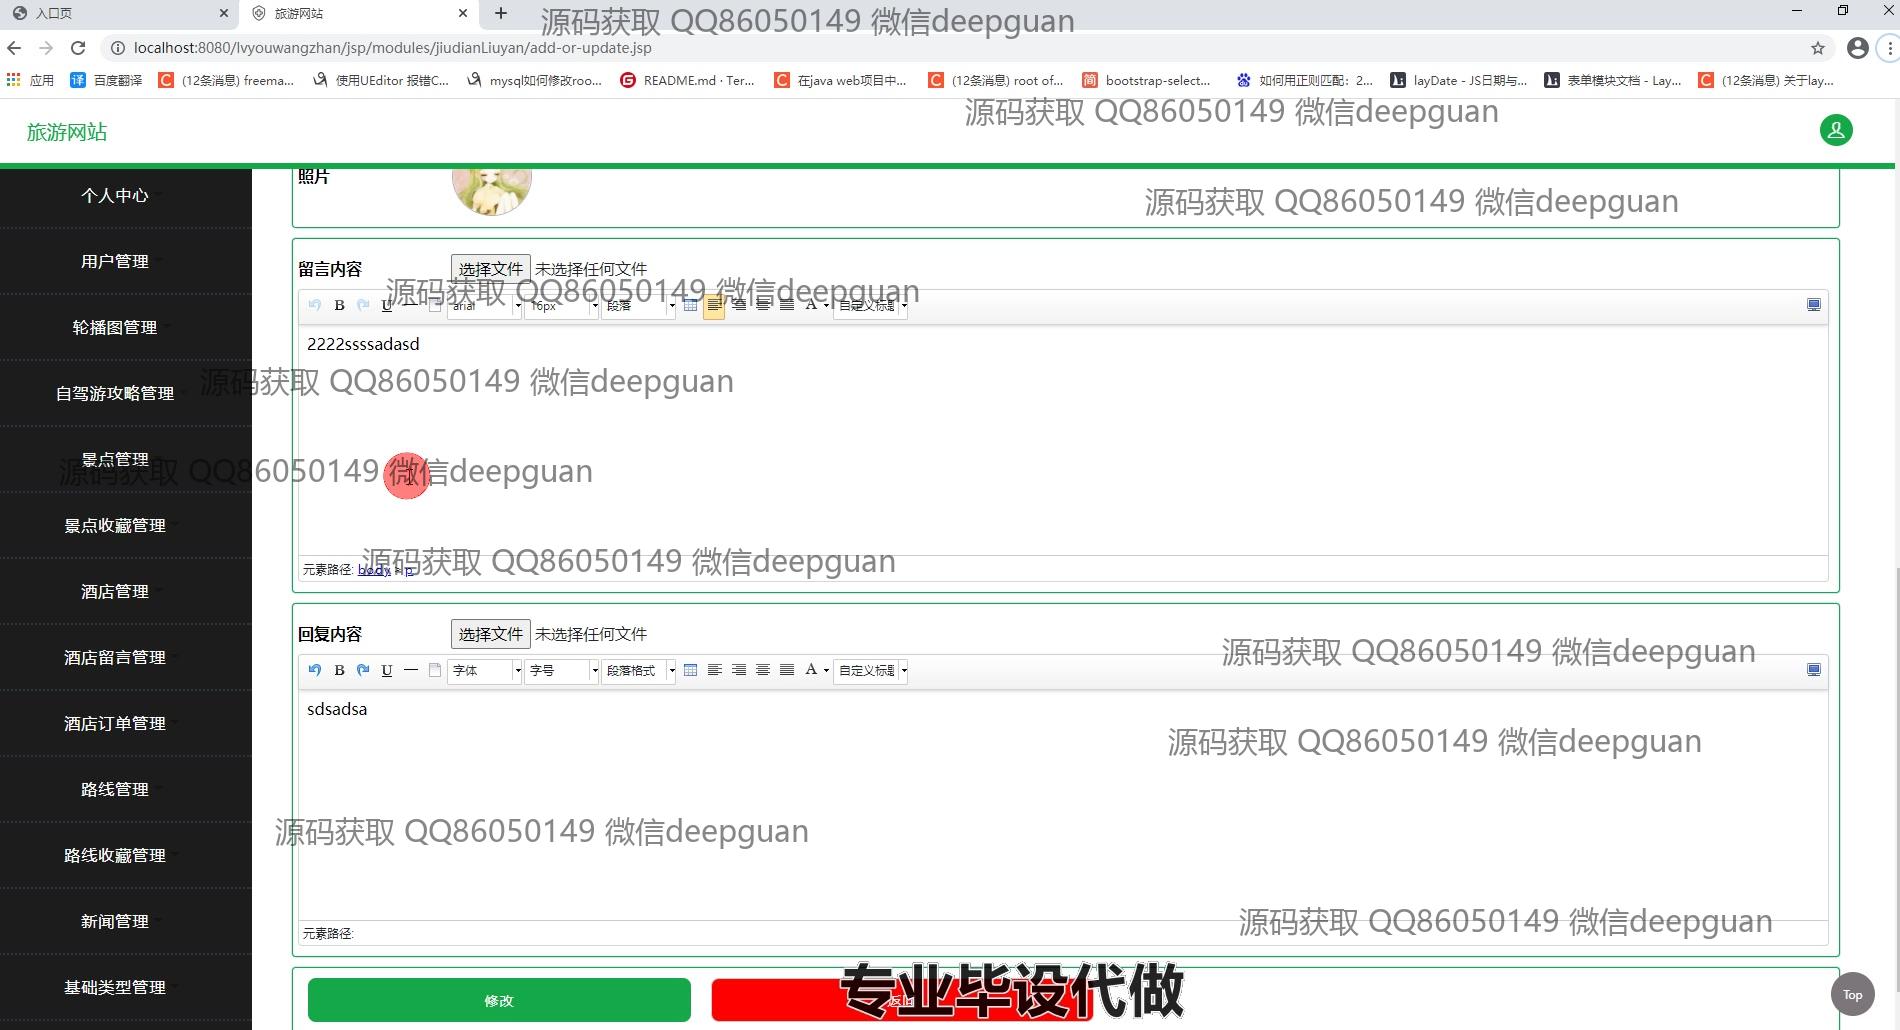 入口页
旅游网站
源码获取 QQ86050149 微信deepguan
localhost:8080/lvyouwangzhan/jsp/modules/jiudianLiuyan/add-or-update.jsp
应用
百度翻译
(12条消息) freema...
使用UEditor 报错C...
mysql如何修改roo...
README.md · Ter...
在java web项目中...
(12条消息) root of...
bootstrap-select...
如何用正则匹配：2...
layDate - JS日期与...
表单模块文档 - Lay...
(12条消息) 关于lay...
源码获取 QQ86050149 微信deepguan
旅游网站
个人中心
用户管理
轮播图管理
自驾游攻略管理
景点管理
景点收藏管理
酒店管理
酒店留言管理
酒店订单管理
路线管理
路线收藏管理
新闻管理
基础类型管理
照片
源码获取 QQ86050149 微信deepguan
留言内容
选择文件 未选择任何文件
源码获取 QQ86050149 微信deepguan
B U arial 16px 段落 A 自定义标题
2222ssssadasd
源码获取 QQ86050149 微信deepguan
源码获取 QQ86050149 微信deepguan
源码获取 QQ86050149 微信deepguan
元素路径: body > p
回复内容
选择文件 未选择任何文件
源码获取 QQ86050149 微信deepguan
B U 字体 字号 段落格式 A 自定义标题
sdsadsa
源码获取 QQ86050149 微信deepguan
源码获取 QQ86050149 微信deepguan
源码获取 QQ86050149 微信deepguan
元素路径:
修改
返回
专业毕设代做
Top